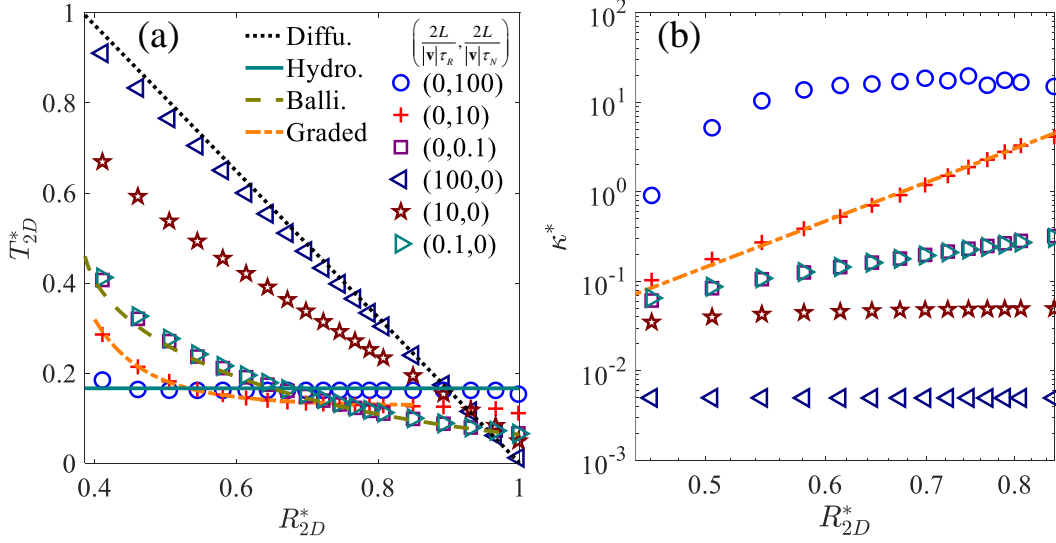 (a)
Diffu.
Hydro.
Balli.
Graded
(2L/|v|τ_R, 2L/|v|τ_N)
(0,100)
(0,10)
(0,0.1)
(100,0)
(10,0)
(0.1,0)
1
0.8
0.6
0.4
0.2
0
0.4
0.6
0.8
1
T*_2D
R*_2D
(b)
10^2
10^1
10^0
10^-1
10^-2
10^-3
0.5
0.6
0.7
0.8
κ*
R*_2D